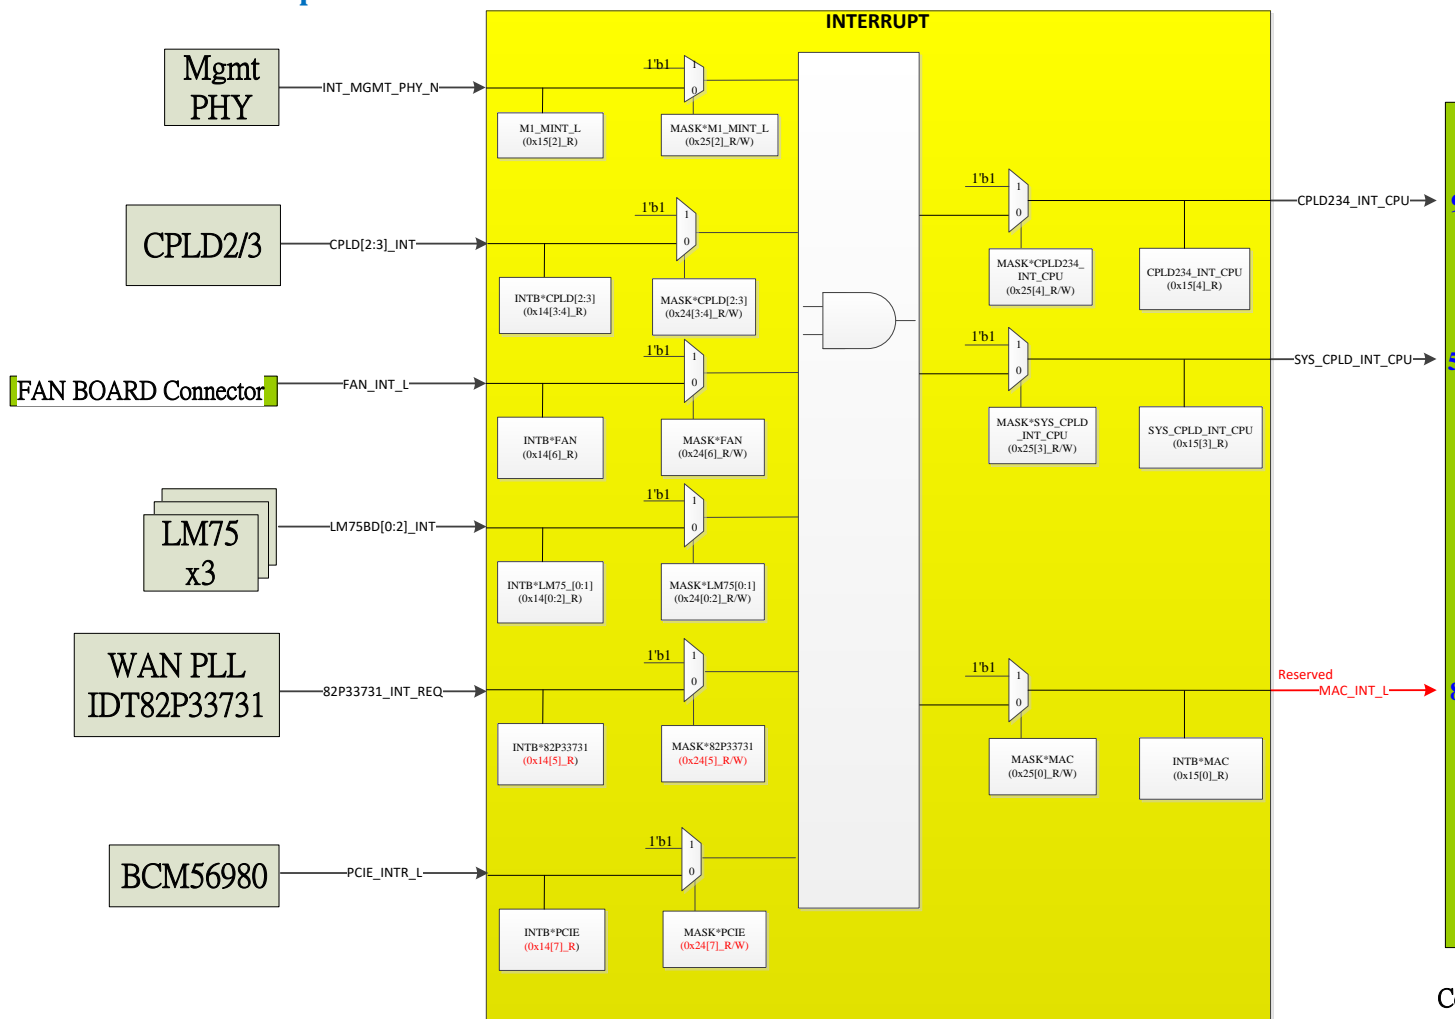 INTERRUPT
Mgmt
PHY
INT_MGMT_PHY_N
1'b1
1
0
M1_MINT_L
(0x15[2]_R)
MASK*M1_MINT_L
(0x25[2]_R/W)
CPLD2/3
CPLD[2:3]_INT
1'b1
1
0
INTB*CPLD[2:3]
(0x14[3:4]_R)
MASK*CPLD[2:3]
(0x24[3:4]_R/W)
FAN BOARD Connector
FAN_INT_L
1'b1
1
0
INTB*FAN
(0x14[6]_R)
MASK*FAN
(0x24[6]_R/W)
LM75
x3
LM75BD[0:2]_INT
1'b1
1
0
INTB*LM75_[0:1]
(0x14[0:2]_R)
MASK*LM75[0:1]
(0x24[0:2]_R/W)
WAN PLL
IDT82P33731
82P33731_INT_REQ
1'b1
1
0
INTB*82P33731
(0x14[5]_R)
MASK*82P33731
(0x24[5]_R/W)
BCM56980
PCIE_INTR_L
1'b1
1
0
INTB*PCIE
(0x14[7]_R)
MASK*PCIE
(0x24[7]_R/W)
1'b1
1
0
MASK*CPLD234_
INT_CPU
(0x25[4]_R/W)
CPLD234_INT_CPU
(0x15[4]_R)
CPLD234_INT_CPU
1'b1
1
0
MASK*SYS_CPLD
_INT_CPU
(0x25[3]_R/W)
SYS_CPLD_INT_CPU
(0x15[3]_R)
SYS_CPLD_INT_CPU
1'b1
1
0
MASK*MAC
(0x25[0]_R/W)
INTB*MAC
(0x15[0]_R)
Reserved
MAC_INT_L